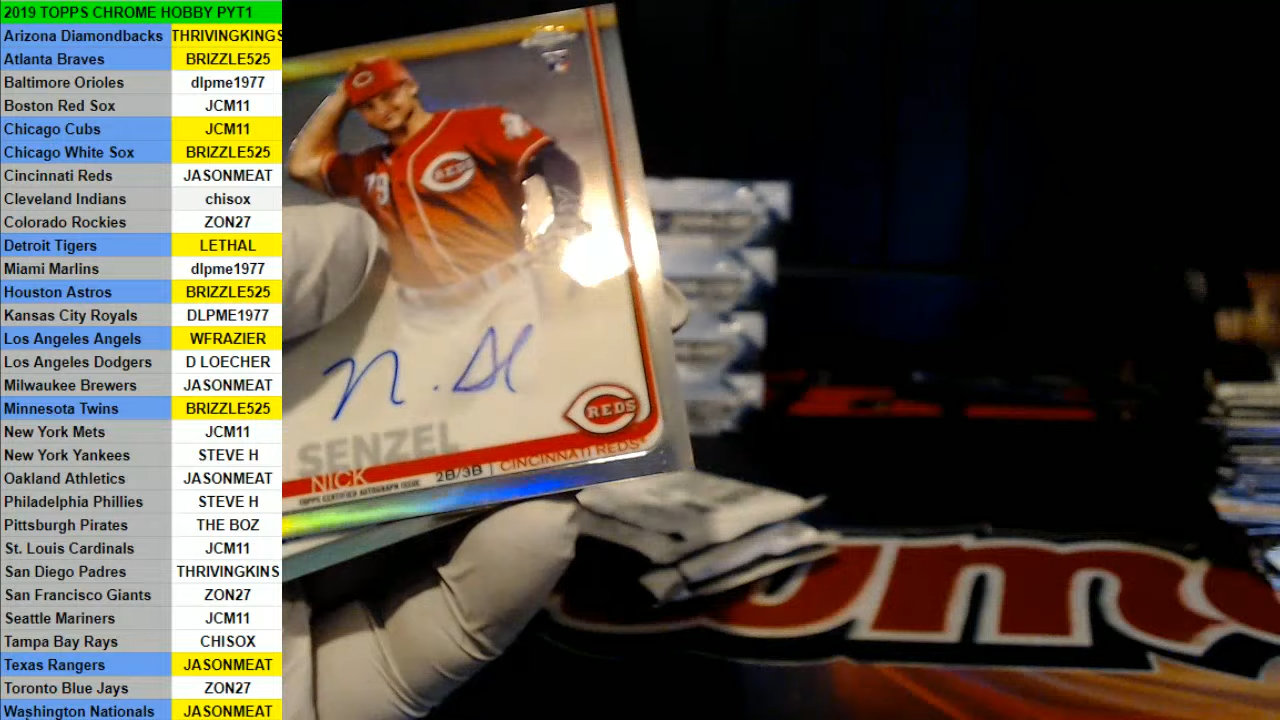 2019 TOPPS CHROME HOBBY PYT1
Arizona Diamondbacks THRIVINGKINGS
Atlanta Braves BRIZZLE525
Baltimore Orioles dlpme1977
Boston Red Sox JCM11
Chicago Cubs JCM11
Chicago White Sox BRIZZLE525
Cincinnati Reds JASONMEAT
Cleveland Indians chisox
Colorado Rockies ZON27
Detroit Tigers LETHAL
Miami Marlins dlpme1977
Houston Astros BRIZZLE525
Kansas City Royals DLPME1977
Los Angeles Angels WFRAZIER
Los Angeles Dodgers D LOECHER
Milwaukee Brewers JASONMEAT
Minnesota Twins BRIZZLE525
New York Mets JCM11
New York Yankees STEVE H
Oakland Athletics JASONMEAT
Philadelphia Phillies STEVE H
Pittsburgh Pirates THE BOZ
St. Louis Cardinals JCM11
San Diego Padres THRIVINGKINS
San Francisco Giants ZON27
Seattle Mariners JCM11
Tampa Bay Rays CHISOX
Texas Rangers JASONMEAT
Toronto Blue Jays ZON27
Washington Nationals JASONMEAT
C
REDS
REDS
SENZEL
NICK 2B/3B | CINCINNATI REDS
TOPPS CERTIFIED AUTOGRAPH ISSUE